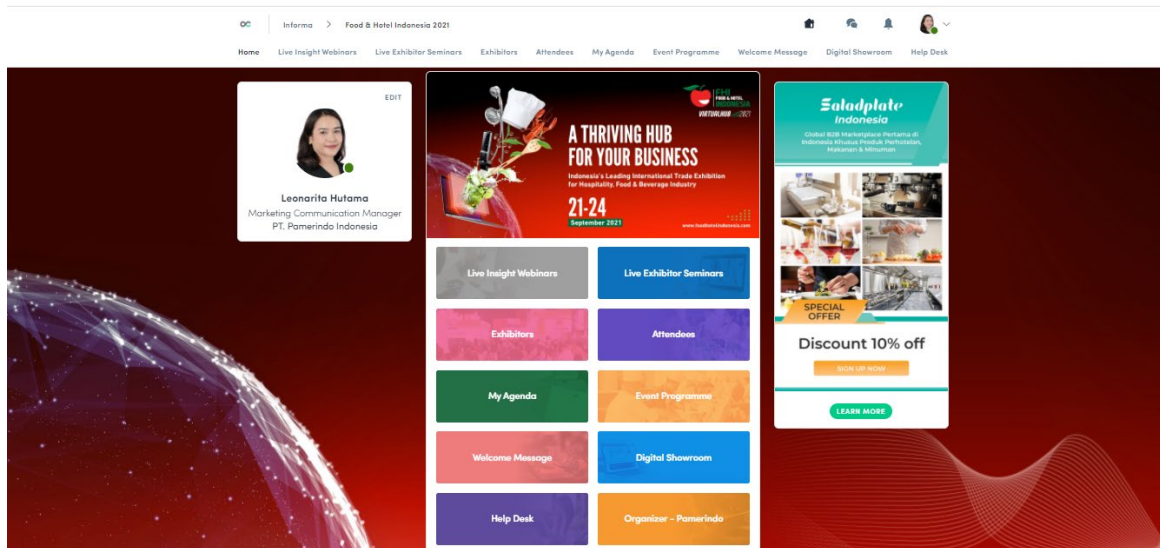 Informa > Food & Hotel Indonesia 2021
Home Live Insight Webinars Live Exhibitor Seminars Exhibitors Attendees My Agenda Event Programme Welcome Message Digital Showroom Help Desk
EDIT
Leonarita Hutama
Marketing Communication Manager
PT. Pamerindo Indonesia
FHI
FOOD & HOTEL
INDONESIA
VIRTUALHUB 2021
A THRIVING HUB
FOR YOUR BUSINESS
Indonesia's Leading International Trade Exhibition
for Hospitality, Food & Beverage Industry
21-24
September 2021
www.foodhotelindonesia.com
Live Insight Webinars
Live Exhibitor Seminars
Exhibitors
Attendees
My Agenda
Event Programme
Welcome Message
Digital Showroom
Help Desk
Organizer - Pamerindo
Saladplate
Indonesia
Global B2B Marketplace Pertama di
Indonesia Khusus Produk Perhotelan,
Makanan & Minuman
SPECIAL
OFFER
Discount 10% off
SIGN UP NOW
LEARN MORE